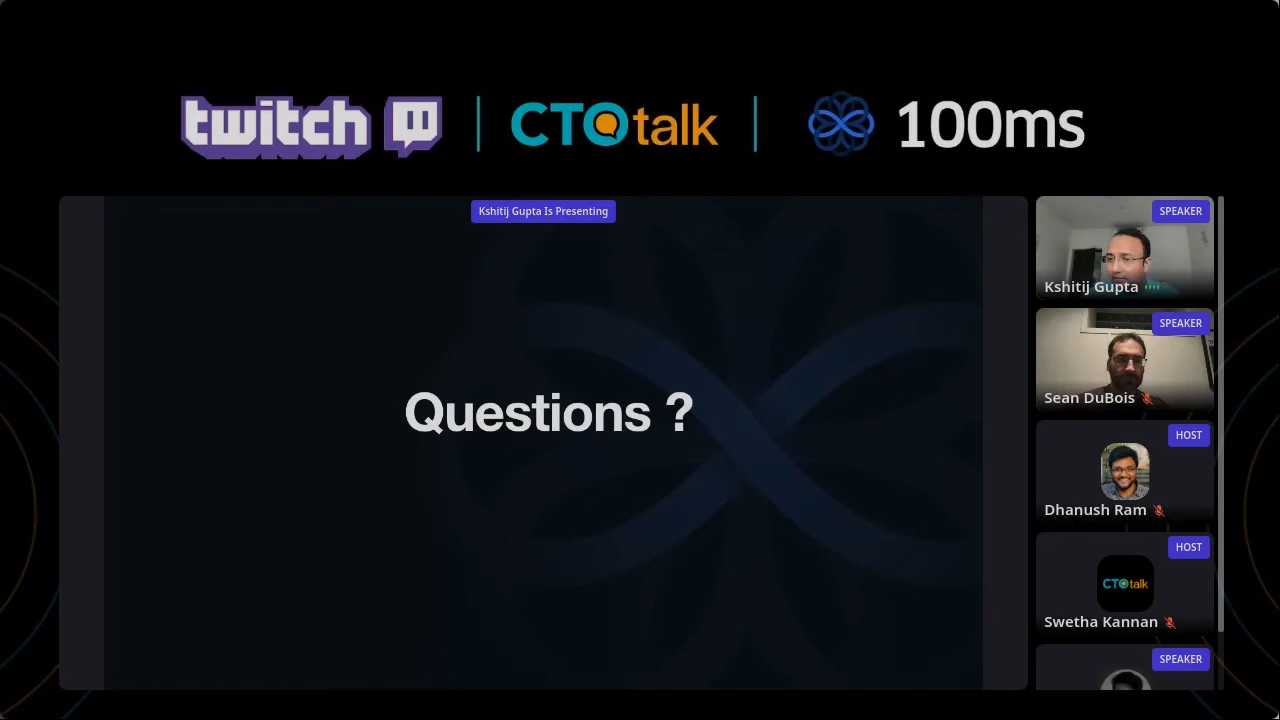 twitch CTOtalk 100ms
Kshitij Gupta Is Presenting
Questions ?
SPEAKER
Kshitij Gupta
SPEAKER
Sean DuBois
HOST
Dhanush Ram
HOST
CTOtalk
Swetha Kannan
SPEAKER